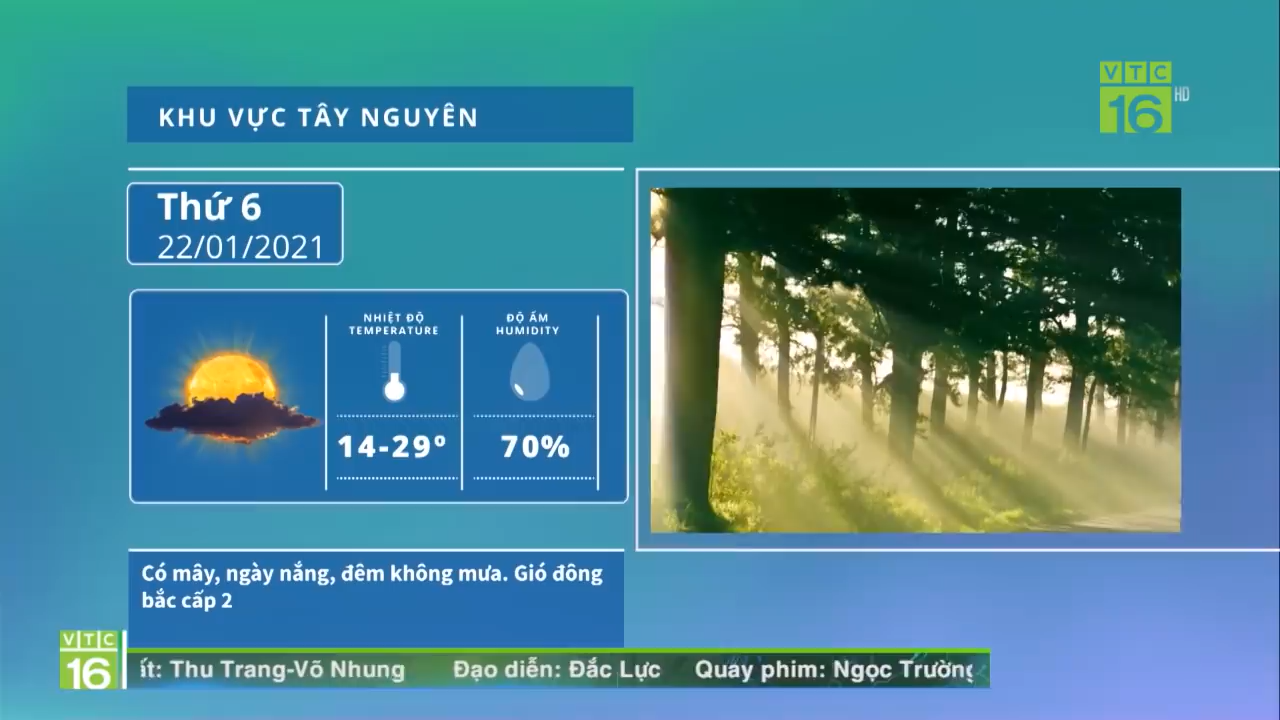 KHU VỰC TÂY NGUYÊN
VTC
16 HD
Thứ 6
22/01/2021
NHIỆT ĐỘ
TEMPERATURE
14-29º
ĐỘ ẨM
HUMIDITY
70%
Có mây, ngày nắng, đêm không mưa. Gió đông
bắc cấp 2
VTC
16
Thu Trang-Võ Nhung Đạo diễn: Đắc Lực Quay phim: Ngọc Trường